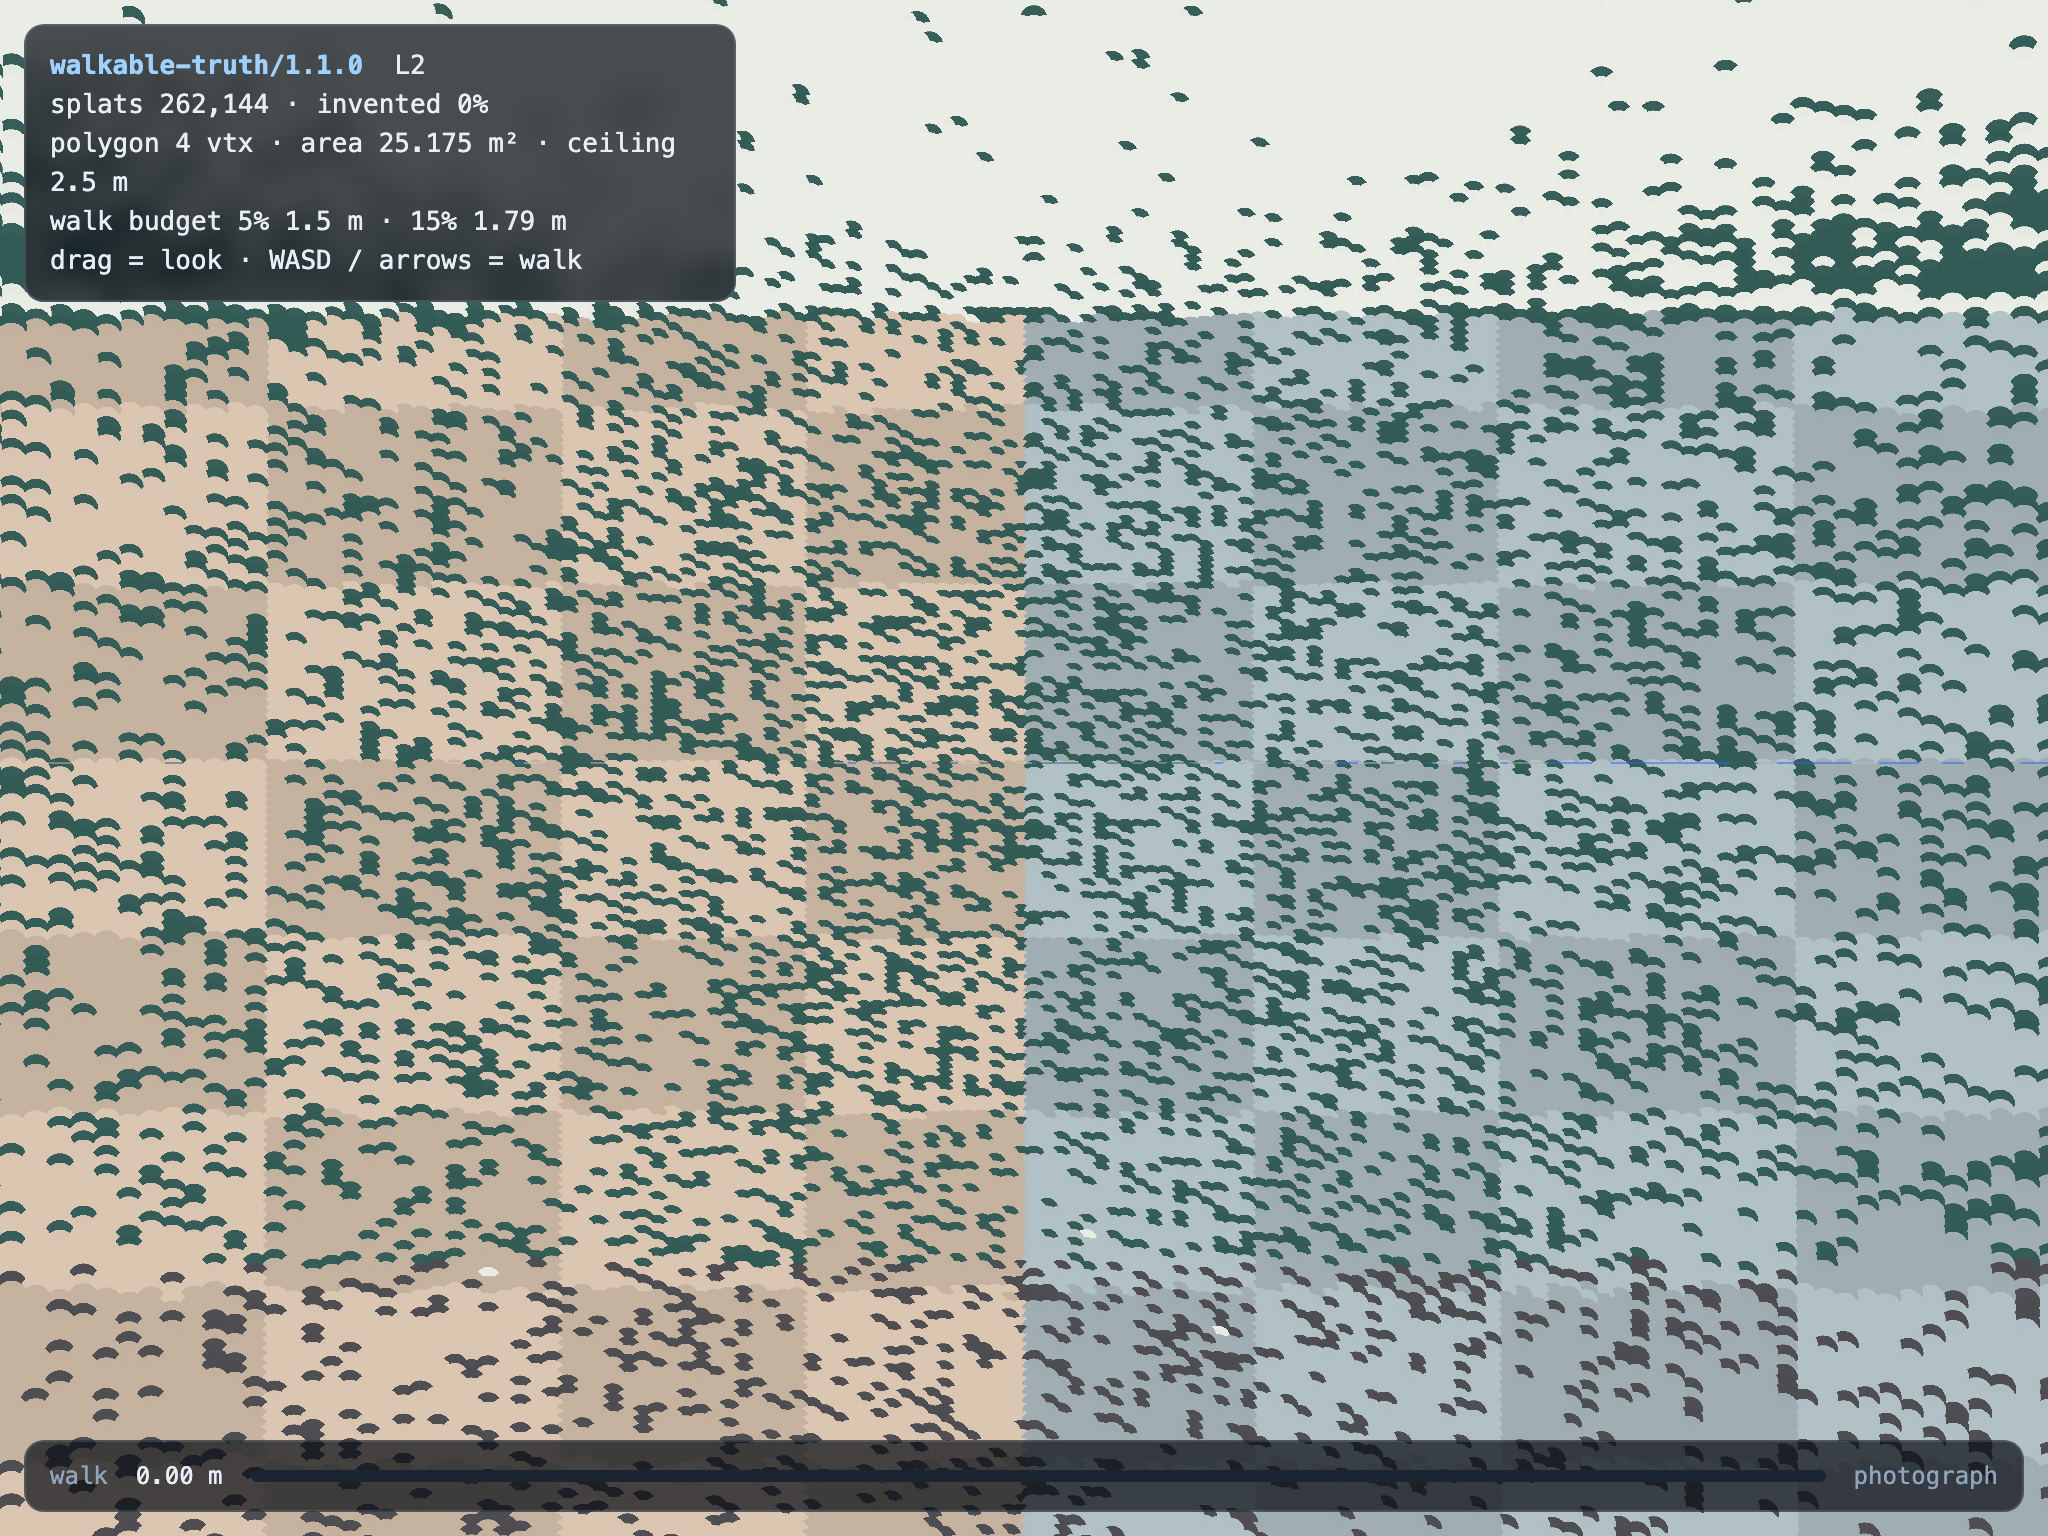 walkable-truth/1.1.0 L2
splats 262,144 · invented 0%
polygon 4 vtx · area 25.175 m² · ceiling
2.5 m
walk budget 5% 1.5 m · 15% 1.79 m
drag = look · WASD / arrows = walk
walk 0.00 m photograph